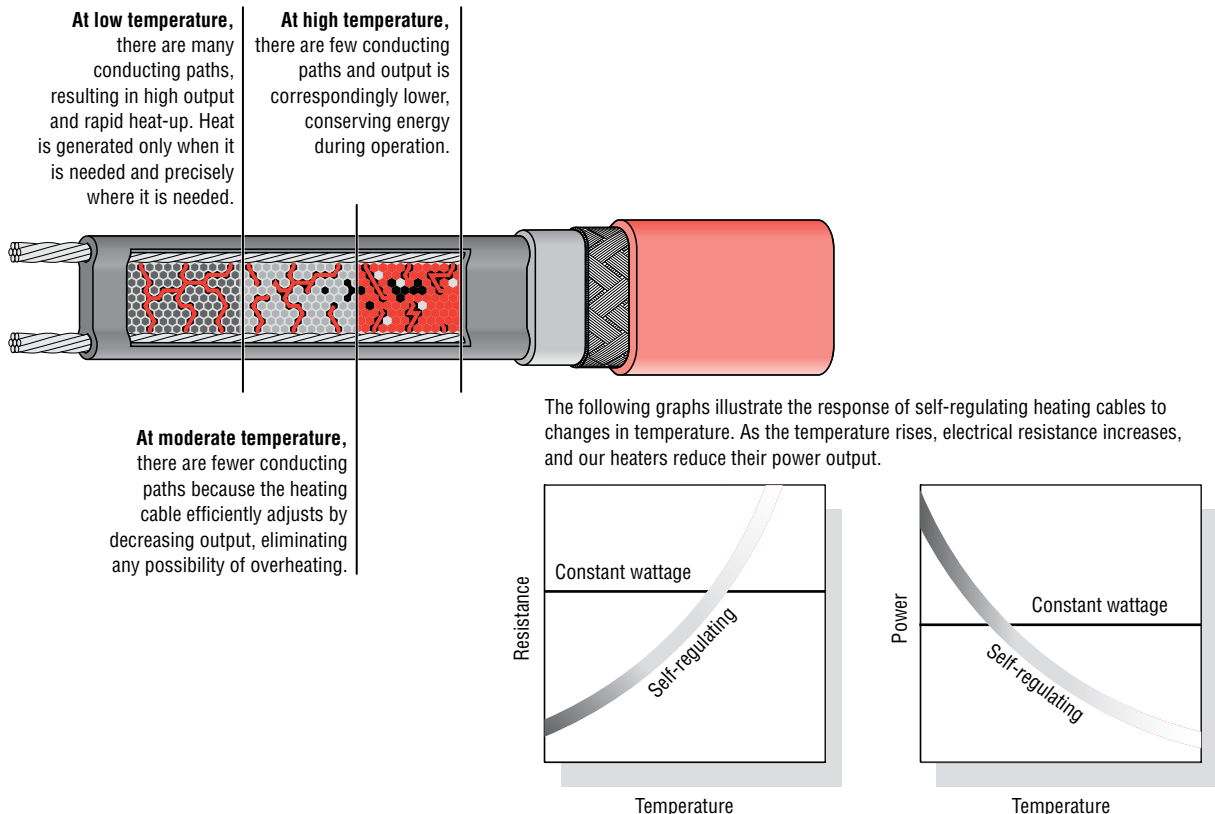 At low temperature,
there are many
conducting paths,
resulting in high output
and rapid heat-up. Heat
is generated only when it
is needed and precisely
where it is needed.
At high temperature,
there are few conducting
paths and output is
correspondingly lower,
conserving energy
during operation.
At moderate temperature,
there are fewer conducting
paths because the heating
cable efficiently adjusts by
decreasing output, eliminating
any possibility of overheating.
The following graphs illustrate the response of self-regulating heating cables to
changes in temperature. As the temperature rises, electrical resistance increases,
and our heaters reduce their power output.
Resistance
Constant wattage
Self-regulating
Temperature
Power
Constant wattage
Self-regulating
Temperature